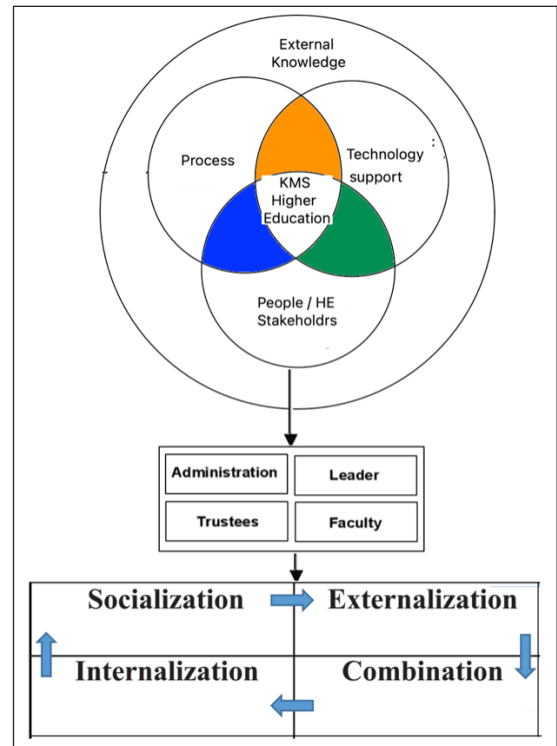 External
Knowledge
Process
Technology
support
KMS
Higher
Education
People / HE
Stakeholdrs
Administration
Leader
Trustees
Faculty
Socialization
Externalization
Internalization
Combination